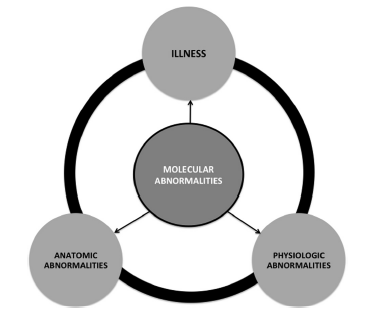 ILLNESS
MOLECULAR
ABNORMALITIES
ANATOMIC
ABNORMALITIES
PHYSIOLOGIC
ABNORMALITIES